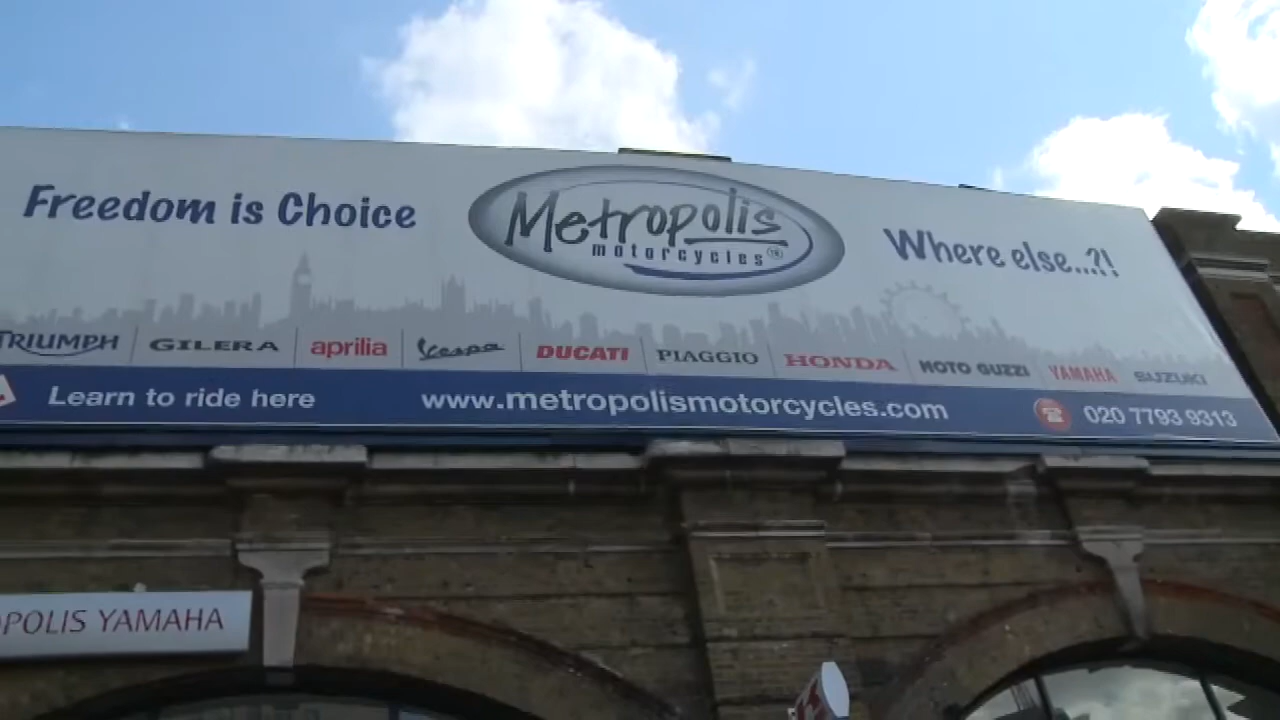 Freedom is Choice
Metropolis
motorcycles
Where else...?!
TRIUMPH GILERA aprilia Vespa DUCATI PIAGGIO HONDA MOTO GUZZI YAMAHA SUZUKI
Learn to ride here www.metropolismotorcycles.com 020 7793 9313
OPOLIS YAMAHA